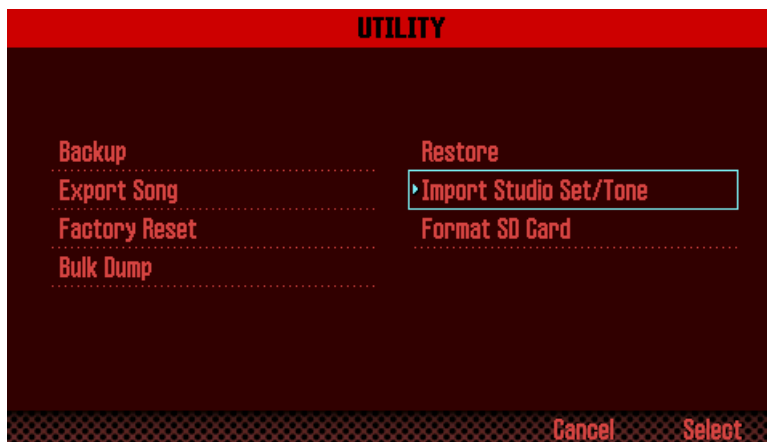 UTILITY
Backup
Restore
Export Song
Import Studio Set/Tone
Factory Reset
Format SD Card
Bulk Dump
Cancel
Select